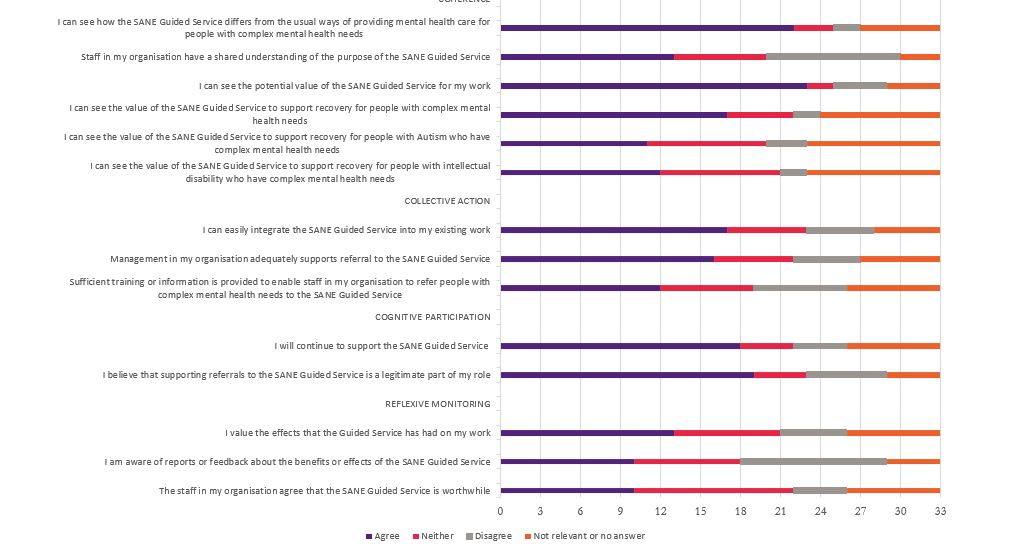 COHERENCE
I can see how the SANE Guided Service differs from the usual ways of providing mental health care for
people with complex mental health needs
Staff in my organisation have a shared understanding of the purpose of the SANE Guided Service
I can see the potential value of the SANE Guided Service for my work
I can see the value of the SANE Guided Service to support recovery for people with complex mental
health needs
I can see the value of the SANE Guided Service to support recovery for people with Autism who have
complex mental health needs
I can see the value of the SANE Guided Service to support recovery for people with intellectual
disability who have complex mental health needs
COLLECTIVE ACTION
I can easily integrate the SANE Guided Service into my existing work
Management in my organisation adequately supports referral to the SANE Guided Service
Sufficient training or information is provided to enable staff in my organisation to refer people with
complex mental health needs to the SANE Guided Service
COGNITIVE PARTICIPATION
I will continue to support the SANE Guided Service
I believe that supporting referrals to the SANE Guided Service is a legitimate part of my role
REFLEXIVE MONITORING
I value the effects that the Guided Service has had on my work
I am aware of reports or feedback about the benefits or effects of the SANE Guided Service
The staff in my organisation agree that the SANE Guided Service is worthwhile
0 3 6 9 12 15 18 21 24 27 30 33
Agree Neither Disagree Not relevant or no answer